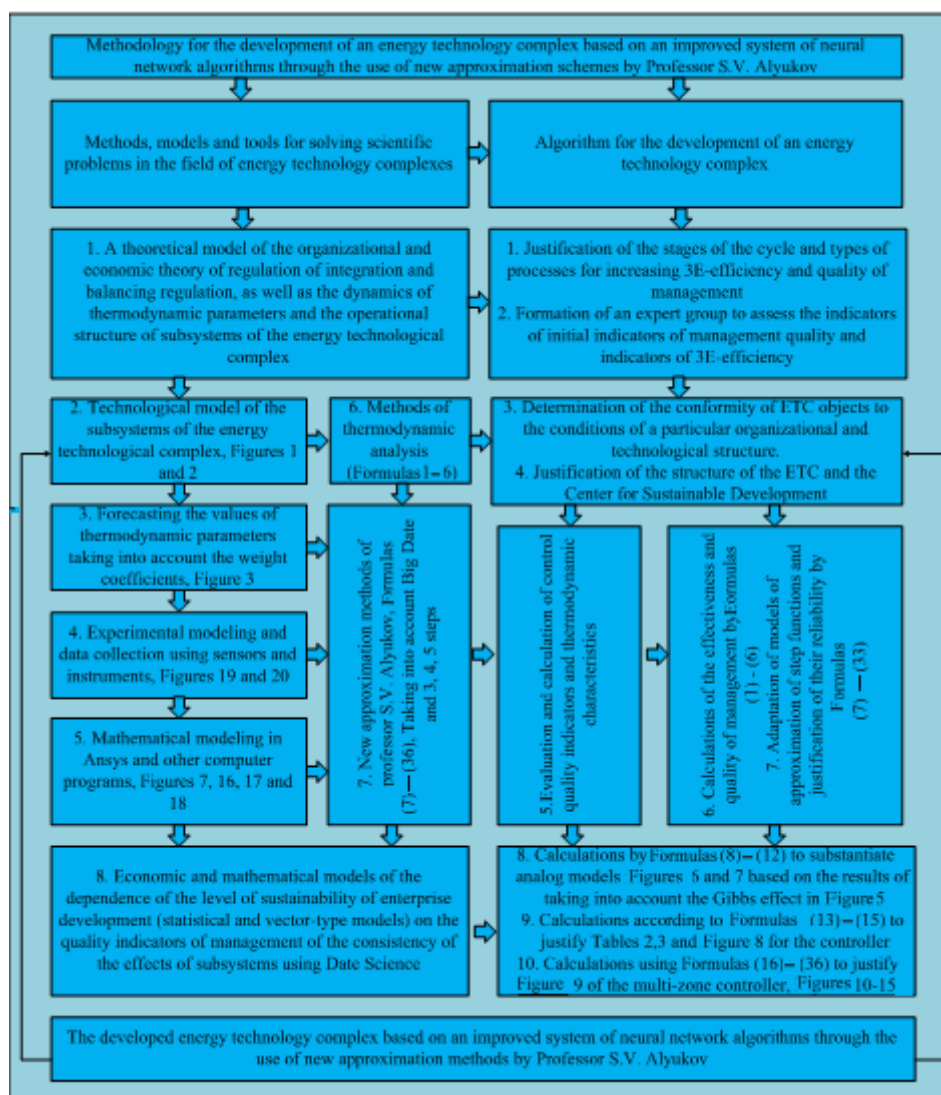 Methodology for the development of an energy technology complex based on an improved system of neural
network algorithms through the use of new approximation schemes by Professor S.V. Alyukov
Methods, models and tools for solving scientific
problems in the field of energy technology complexes
Algorithm for the development of an energy
technology complex
1. A theoretical model of the organizational and
economic theory of regulation of integration and
balancing regulation, as well as the dynamics of
thermodynamic parameters and the operational
structure of subsystems of the energy technological
complex
1. Justification of the stages of the cycle and types of
processes for increasing 3E-efficiency and quality of
management
2. Formation of an expert group to assess the indicators
of initial indicators of management quality and
indicators of 3E-efficiency
2. Technological model of the
subsystems of the energy
technological complex, Figures 1
and 2
6. Methods of
thermodynamic
analysis
(Formulas 1–6)
3. Determination of the conformity of ETC objects to
the conditions of a particular organizational and
technological structure.
4. Justification of the structure of the ETC and the
Center for Sustainable Development
3. Forecasting the values of
thermodynamic parameters
taking into account the weight
coefficients, Figure 3
4. Experimental modeling and
data collection using sensors and
instruments, Figures 19 and 20
5. Mathematical modeling in
Ansys and other computer
programs, Figures 7, 16, 17 and
18
7. New approximation methods of
professor S.V. Alyukov, Formulas
(7)—(36), Taking into account Big Date
and 3, 4, 5 steps
5.Evaluation and calculation of control
quality indicators and thermodynamic
characteristics
6. Calculations of the effectiveness and
quality of management by Formulas
(1) - (6)
7. Adaptation of models of
approximation of step functions and
justification of their reliability by
Formulas
(7) — (33)
8. Economic and mathematical models of the
dependence of the level of sustainability of enterprise
development (statistical and vector-type models) on the
quality indicators of management of the consistency of
the effects of subsystems using Date Science
8. Calculations by Formulas (8)–(12) to substantiate
analog models Figures 6 and 7 based on the results of
taking into account the Gibbs effect in Figure 5
9. Calculations according to Formulas (13)–(15) to
justify Tables 2,3 and Figure 8 for the controller
10. Calculations using Formulas (16)–(36) to justify
Figure 9 of the multi-zone controller, Figures 10-15
The developed energy technology complex based on an improved system of neural network algorithms through the
use of new approximation methods by Professor S.V. Alyukov